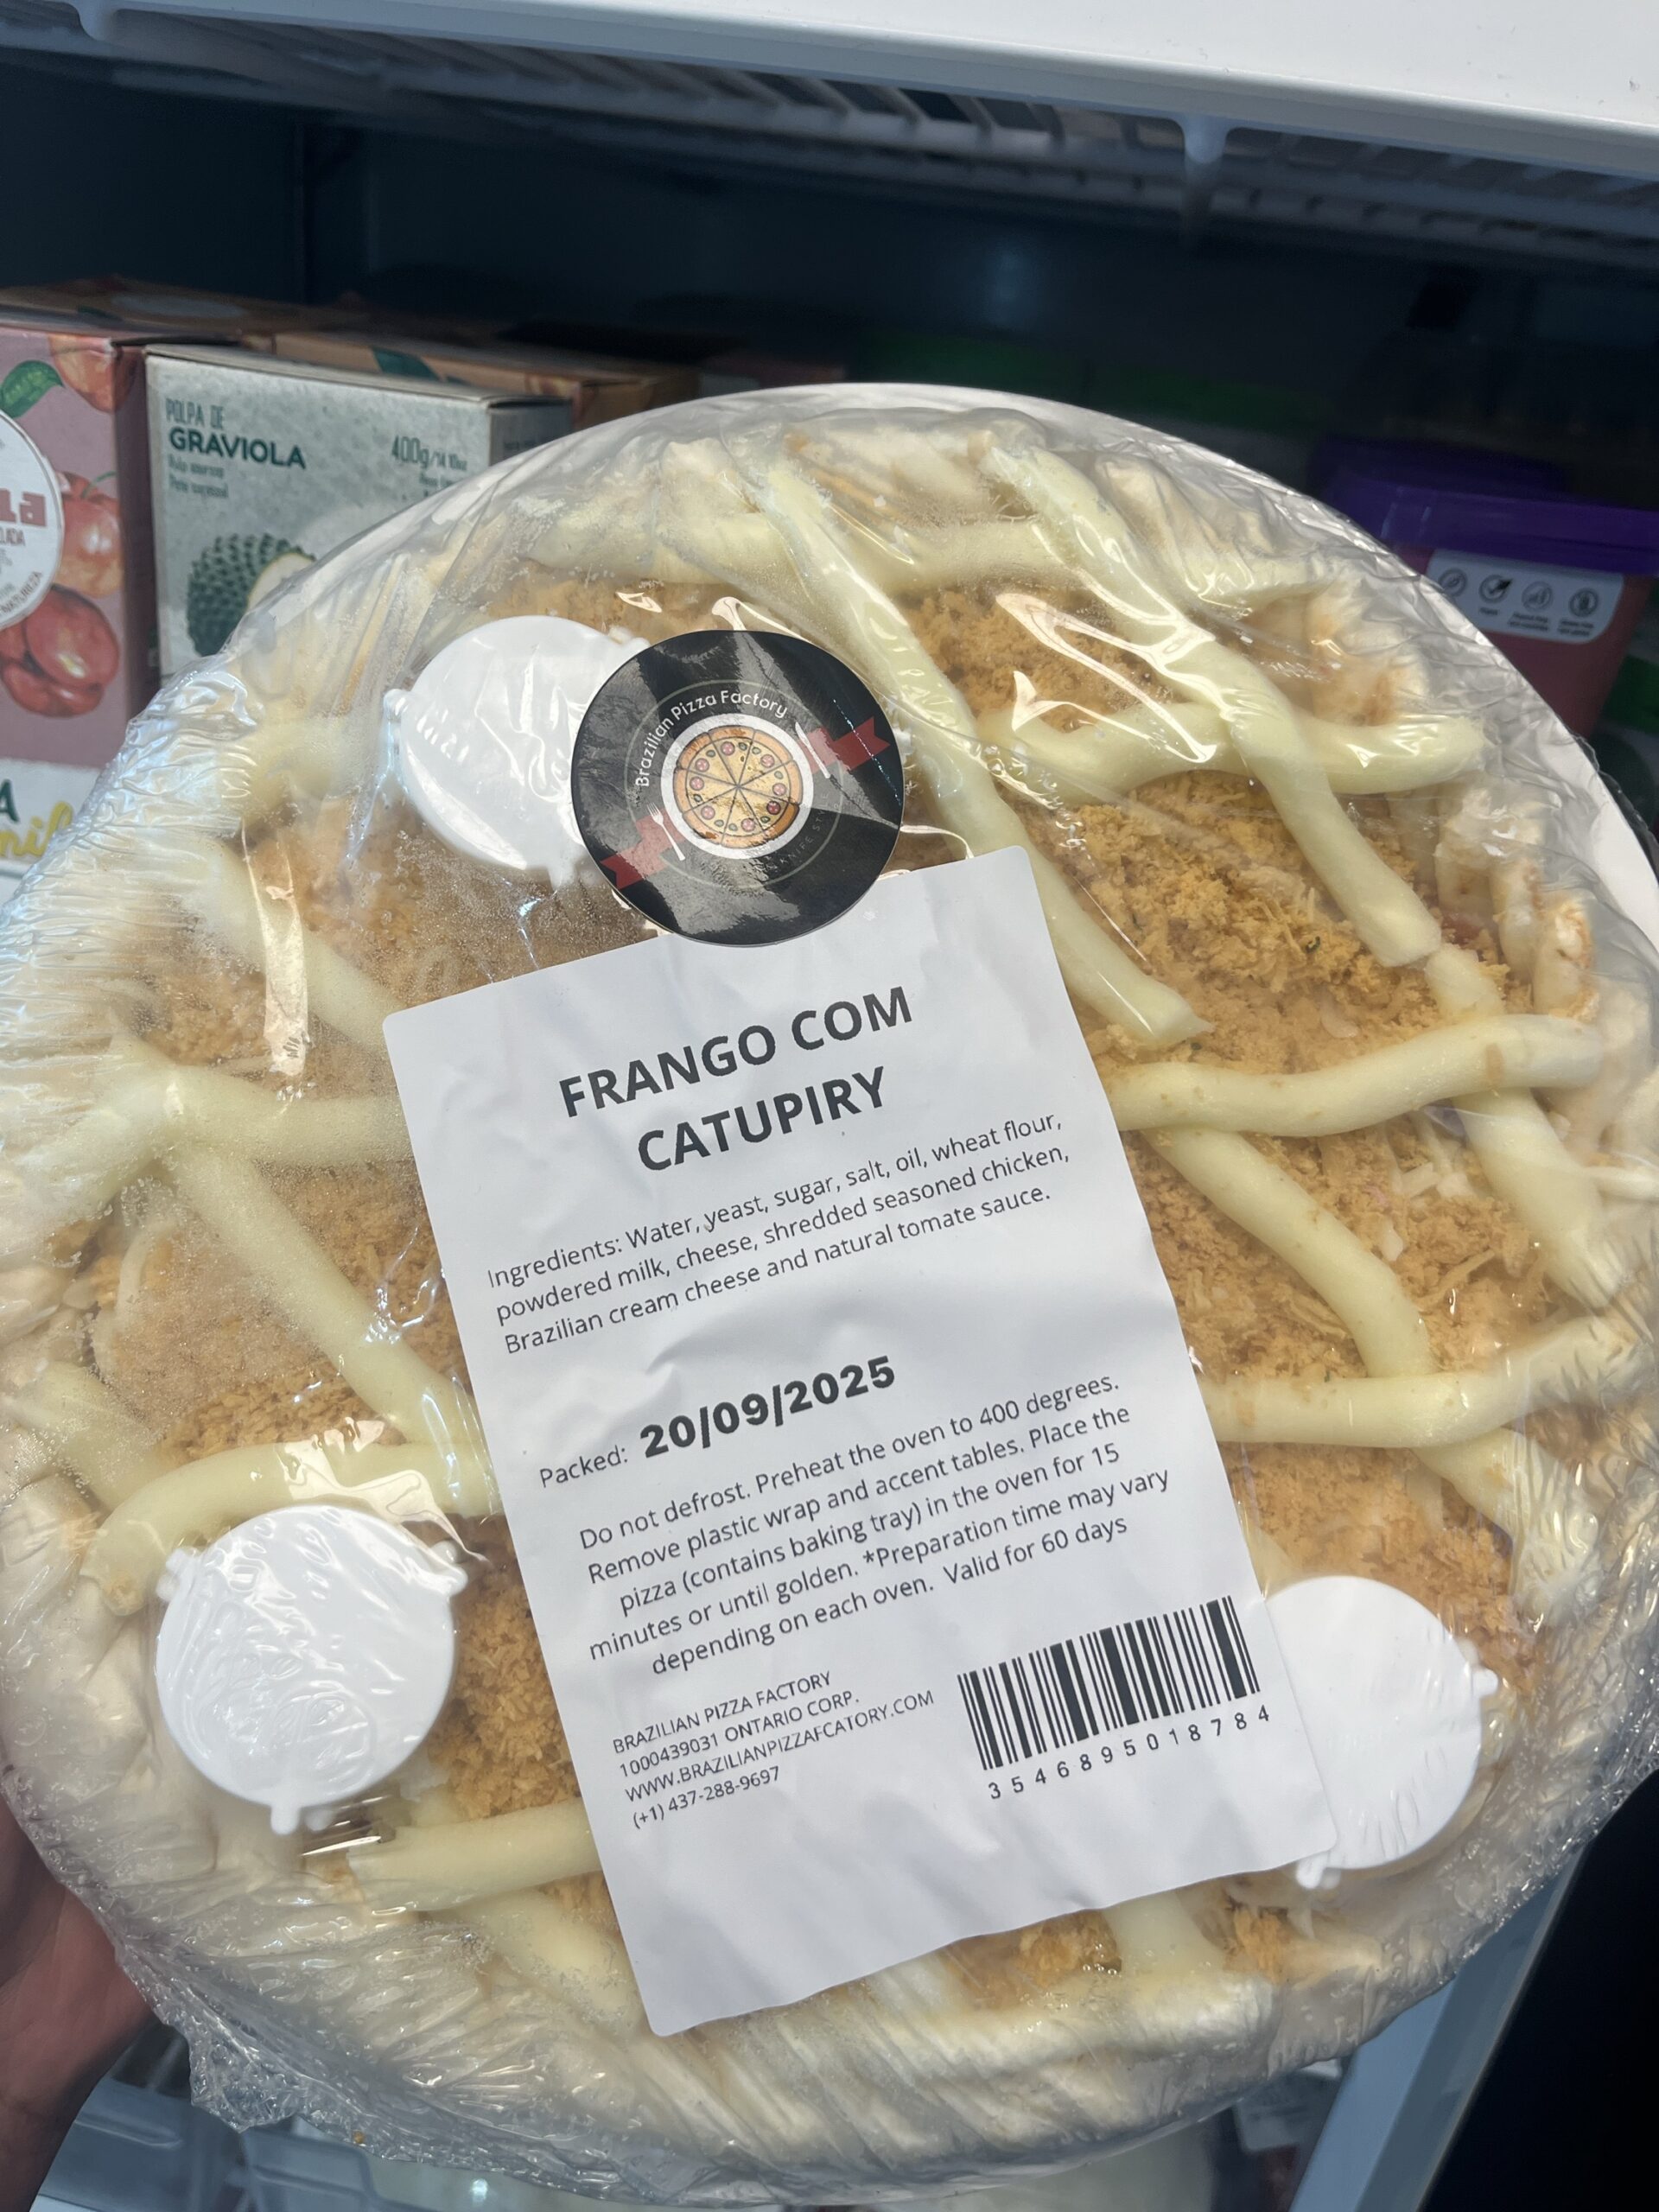 POLPA DE
GRAVIOLA
400g/14.10oz
Brazilian Pizza Factory
FRANGO COM
CATUPIRY
Ingredients: Water, yeast, sugar, salt, oil, wheat flour,
powdered milk, cheese, shredded seasoned chicken,
Brazilian cream cheese and natural tomate sauce.
Packed: 20/09/2025
Do not defrost. Preheat the oven to 400 degrees.
Remove plastic wrap and accent tables. Place the
pizza (contains baking tray) in the oven for 15
minutes or until golden. *Preparation time may vary
depending on each oven. Valid for 60 days
BRAZILIAN PIZZA FACTORY
1000439031 ONTARIO CORP.
WWW.BRAZILIANPIZZAFCATORY.COM
(+1) 437-288-9697
3546895018784